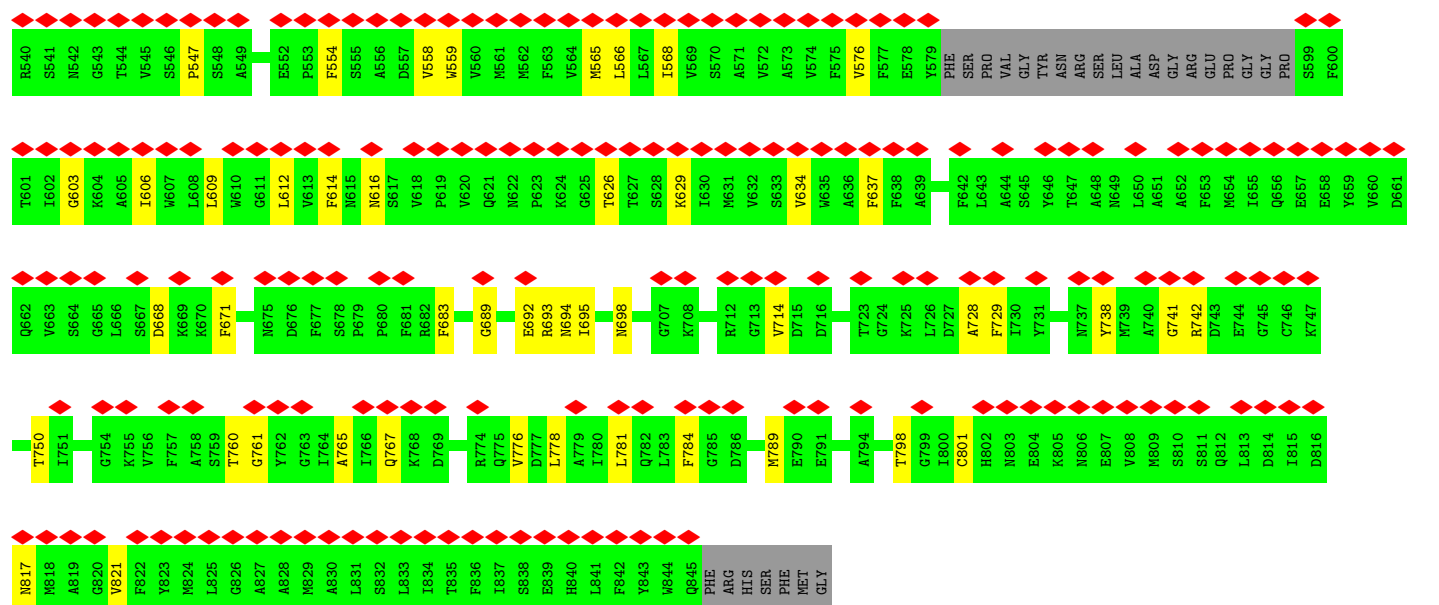 R540 S541 N542 G543 T544 V545 S546 P547 S548 A549 E552 P553 F554 S555 A556 D557 V558 W559 V560 M561 M562 F563 V564 M565 L566 L567 I568 V569 S570 A571 V572 A573 V574 F575 V576 F577 E578 Y579 PHE SER PRO VAL GLY TYR ASN ARG SER LEU ALA ASP GLY ARG GLU PRO GLY GLY PRO S599 F600
T601 I602 G603 K604 A605 I606 W607 L608 L609 W610 G611 L612 V613 F614 N615 N616 S617 V618 P619 V620 Q621 N622 P623 K624 G625 T626 T627 S628 K629 I630 M631 V632 S633 V634 W635 A636 F637 F638 A639 F642 L643 A644 S645 Y646 T647 A648 N649 L650 A651 A652 F653 M654 I655 Q656 E657 E658 Y659 V660 D661
Q662 V663 S664 G665 L666 S667 D668 K669 K670 F671 N675 D676 F677 S678 P679 P680 F681 R682 F683 G689 E692 R693 N694 I695 N698 G707 K708 R712 G713 V714 D715 D716 T723 G724 K725 L726 D727 A728 F729 I730 Y731 N737 Y738 M739 A740 G741 R742 D743 E744 G745 C746 K747
T750 I751 G754 K755 V756 F757 A758 S759 T760 G761 Y762 G763 I764 A765 I766 Q767 K768 D769 R774 Q775 V776 D777 L778 A779 I780 L781 Q782 L783 F784 G785 D786 M789 E790 E791 A794 T798 G799 I800 C801 H802 N803 E804 K805 N806 E807 V808 M809 S810 S811 Q812 L813 D814 I815 D816
N817 M818 A819 G820 V821 F822 Y823 M824 L825 G826 A827 A828 M829 A830 L831 S832 L833 I834 T835 F836 I837 S838 E839 H840 L841 F842 Y843 W844 Q845 PHE ARG HIS SER PHE MET GLY